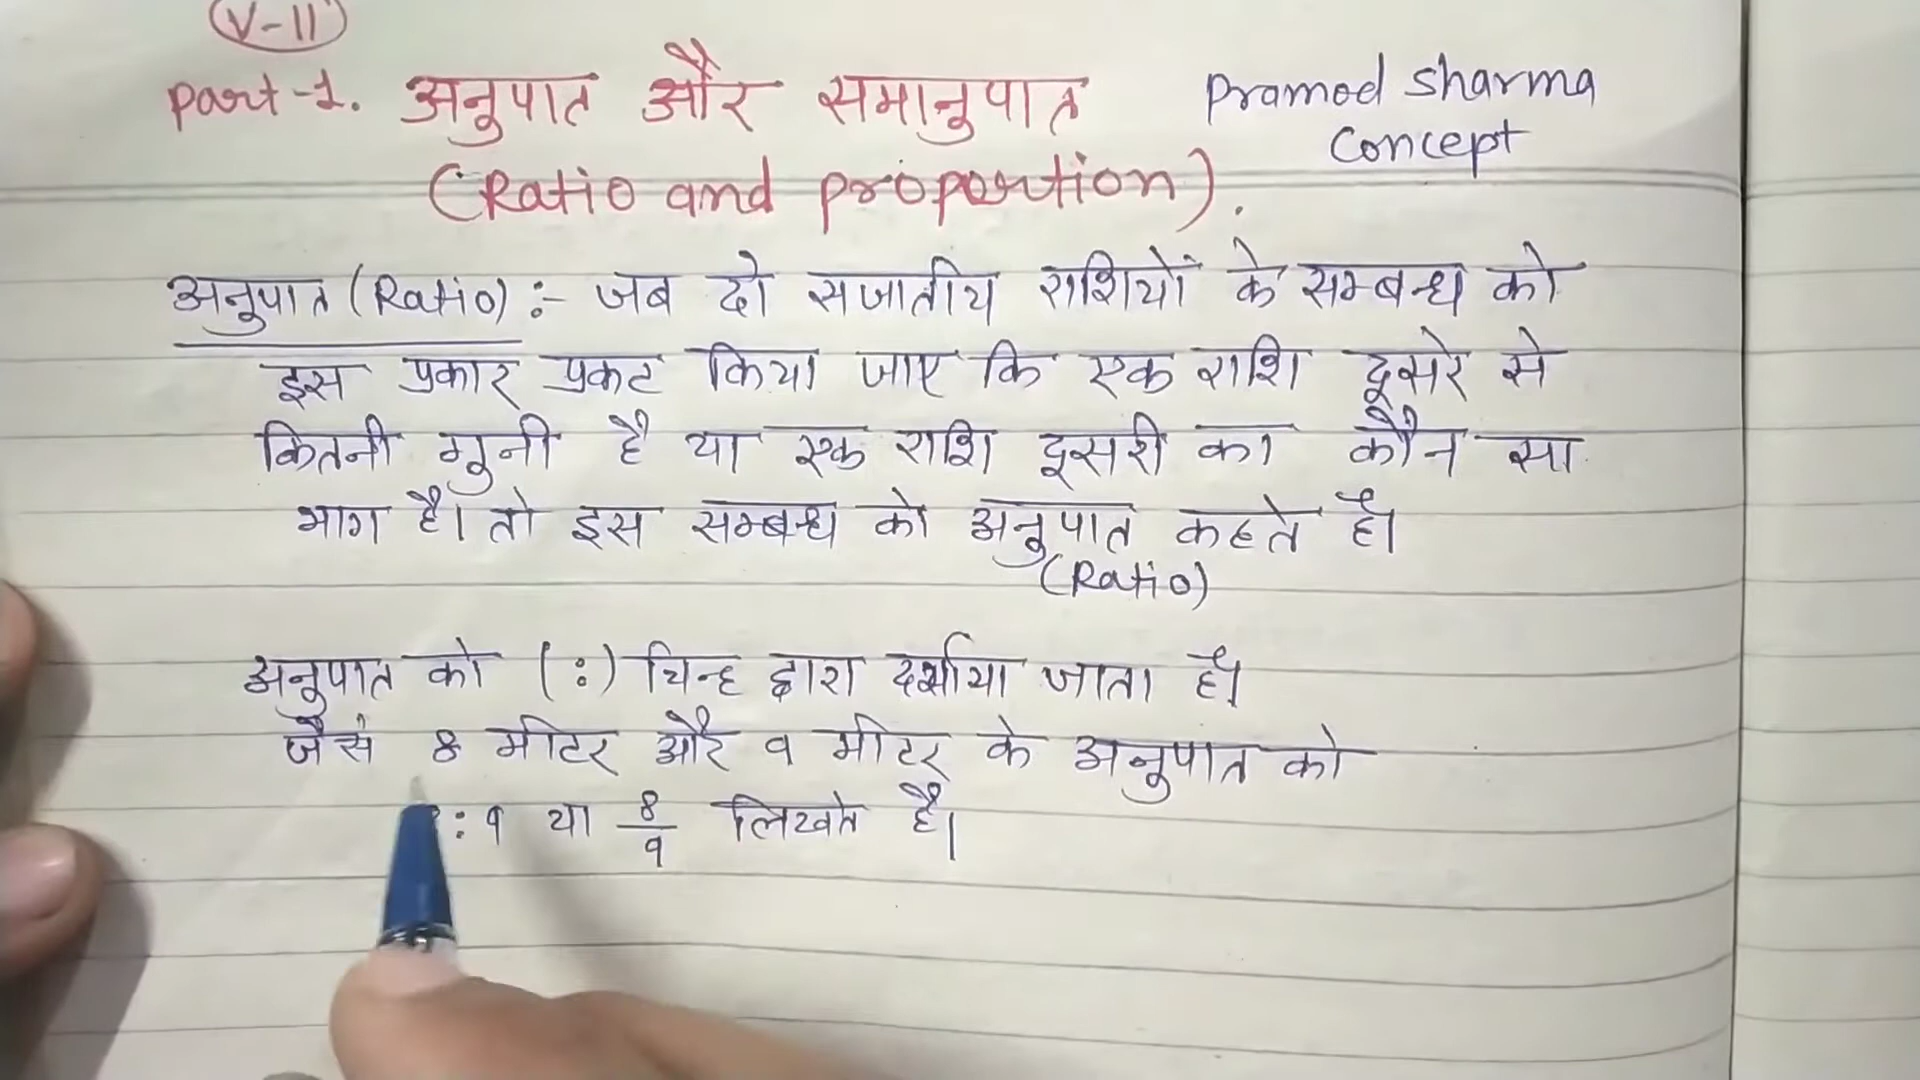 V-11
Part-1. अनुपात और समानुपात
(Ratio and proportion).
Pramod Sharma
Concept
अनुपात (Ratio) :- जब दो सजातीय राशियों के सम्बन्ध को
इस प्रकार प्रकट किया जाए कि एक राशि दूसरे से
कितनी गुनी है या एक राशि दूसरी का कौन सा
भाग है। तो इस सम्बन्ध को अनुपात कहते है।
(Ratio)
अनुपात को (:) चिन्ह द्वारा दर्शाया जाता है।
जैसे 8 मीटर और 9 मीटर के अनुपात को
: 9 या 8/9 लिखते है।